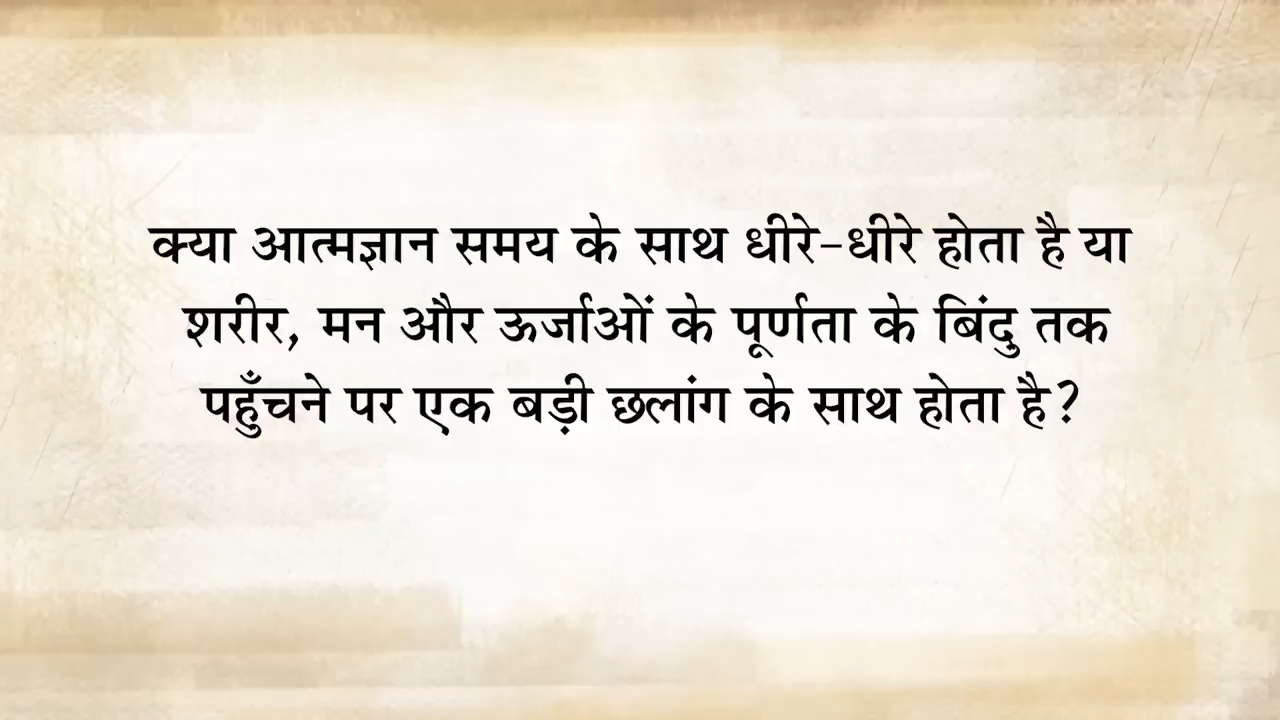 क्या आत्मज्ञान समय के साथ धीरे-धीरे होता है या
शरीर, मन और ऊर्जाओं के पूर्णता के बिंदु तक
पहुँचने पर एक बड़ी छलांग के साथ होता है?